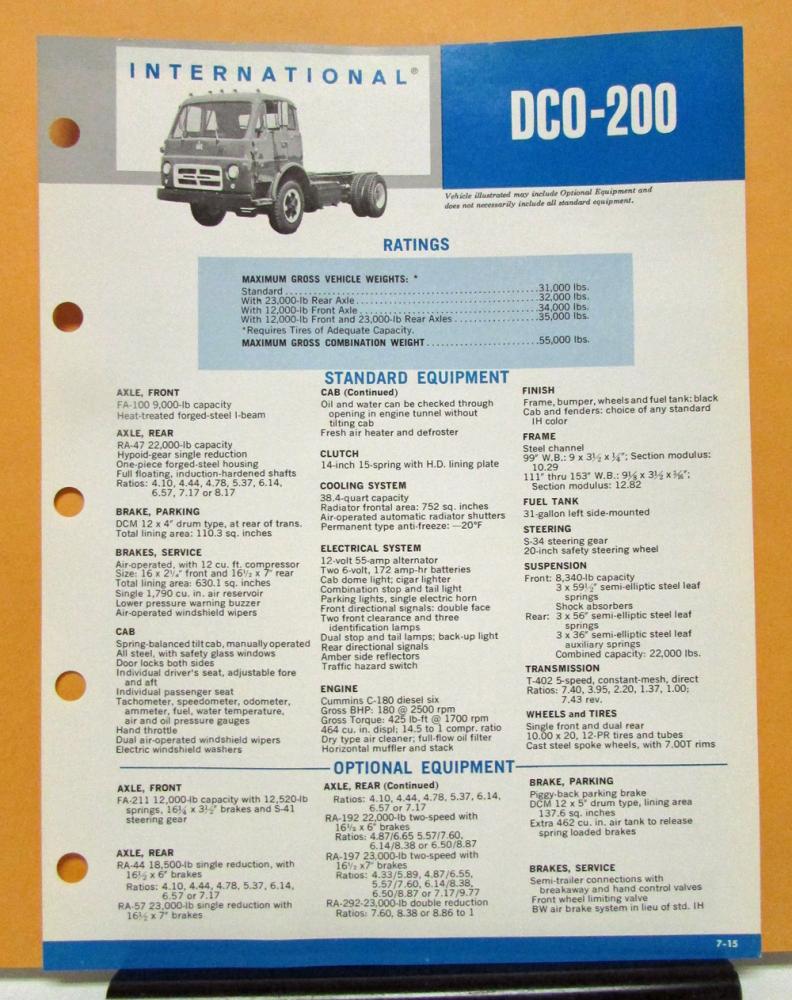 INTERNATIONAL®
DCO-200
Vehicle illustrated may include Optional Equipment and
does not necessarily include all standard equipment.
RATINGS
MAXIMUM GROSS VEHICLE WEIGHTS: *
Standard ..........31,000 lbs.
With 23,000-lb Rear Axle..........32,000 lbs.
With 12,000-lb Front Axle..........34,000 lbs.
With 12,000-lb Front and 23,000-lb Rear Axles..........35,000 lbs.
*Requires Tires of Adequate Capacity.
MAXIMUM GROSS COMBINATION WEIGHT..........55,000 lbs.
STANDARD EQUIPMENT
AXLE, FRONT
FA-100 9,000-lb capacity
Heat-treated forged-steel I-beam
AXLE, REAR
RA-47 22,000-lb capacity
Hypoid-gear single reduction
One-piece forged-steel housing
Full floating, induction-hardened shafts
Ratios: 4.10, 4.44, 4.78, 5.37, 6.14,
6.57, 7.17 or 8.17
BRAKE, PARKING
DCM 12 x 4" drum type, at rear of trans.
Total lining area: 110.3 sq. inches
BRAKES, SERVICE
Air-operated, with 12 cu. ft. compressor
Size: 16 x front and 16½ x 7" rear
Total lining area: 630.1 sq. inches
Single 1,790 cu. in. air reservoir
Lower pressure warning buzzer
Air-operated windshield wipers
CAB
Spring-balanced tilt cab, manually operated
All steel, with safety glass windows
Door locks both sides
Individual driver's seat, adjustable fore
and aft
Individual passenger seat
Tachometer, speedometer, odometer,
ammeter, fuel, water temperature,
air and oil pressure gauges
Hand throttle
Dual air-operated windshield wipers
Electric windshield washers
CAB (Continued)
Oil and water can be checked through
opening in engine tunnel without
tilting cab
Fresh air heater and defroster
CLUTCH
14-inch 15-spring with H.D. lining plate
COOLING SYSTEM
38.4-quart capacity
Radiator frontal area: 752 sq. inches
Air-operated automatic radiator shutters
Permanent type anti-freeze: —20°F
ELECTRICAL SYSTEM
12-volt 55-amp alternator
Two 6-volt, 172 amp-hr batteries
Cab dome light; cigar lighter
Combination stop and tail light
Parking lights, single electric horn
Front directional signals: double face
Two front clearance and three
identification lamps
Dual stop and tail lamps; back-up light
Rear directional signals
Amber side reflectors
Traffic hazard switch
ENGINE
Cummins C-180 diesel six
Gross BHP: 180 @ 2500 rpm
Gross Torque: 425 lb-ft @ 1700 rpm
464 cu. in. displ; 14.5 to 1 compr. ratio
Dry type air cleaner; full-flow oil filter
Horizontal muffler and stack
FINISH
Frame, bumper, wheels and fuel tank: black
Cab and fenders: choice of any standard
IH color
FRAME
Steel channel
99" W.B.: 9 x 3½ x ¼"; Section modulus:
10.29
111" thru 153" W.B.: 9⅛ x 3½ x 5/16";
Section modulus: 12.82
FUEL TANK
31-gallon left side-mounted
STEERING
S-34 steering gear
20-inch safety steering wheel
SUSPENSION
Front: 8,340-lb capacity
3 x 59½" semi-elliptic steel leaf
springs
Shock absorbers
Rear: 3 x 56" semi-elliptic steel leaf
springs
3 x 36" semi-elliptic steel leaf
auxiliary springs
Combined capacity: 22,000 lbs.
TRANSMISSION
T-402 5-speed, constant-mesh, direct
Ratios: 7.40, 3.95, 2.20, 1.37, 1.00;
7.43 rev.
WHEELS and TIRES
Single front and dual rear
10.00 x 20, 12-PR tires and tubes
Cast steel spoke wheels, with 7.00T rims
OPTIONAL EQUIPMENT
AXLE, FRONT
FA-211 12,000-lb capacity with 12,520-lb
springs, 16¼ x 3½" brakes and S-41
steering gear
AXLE, REAR
RA-44 18,500-lb single reduction, with
16½ x 6" brakes
Ratios: 4.10, 4.44, 4.78, 5.37, 6.14,
6.57 or 7.17
RA-57 23,000-lb single reduction with
16½ x 7" brakes
AXLE, REAR (Continued)
Ratios: 4.10, 4.44, 4.78, 5.37, 6.14,
6.57 or 7.17
RA-192 22,000-lb two-speed with
16½ x 6" brakes
Ratios: 4.87/6.65 5.57/7.60,
6.14/8.38 or 6.50/8.87
RA-197 23,000-lb two-speed with
16½ x7" brakes
Ratios: 4.33/5.89, 4.87/6.55,
5.57/7.60, 6.14/8.38,
6.50/8.87 or 7.17/9.77
RA-292-23,000-lb double reduction
Ratios: 7.60, 8.38 or 8.86 to 1
BRAKE, PARKING
Piggy-back parking brake
DCM 12 x 5" drum type, lining area
137.6 sq. inches
Extra 462 cu. in. air tank to release
spring loaded brakes
BRAKES, SERVICE
Semi-trailer connections with
breakaway and hand control valves
Front wheel limiting valve
BW air brake system in lieu of std. IH
7-15